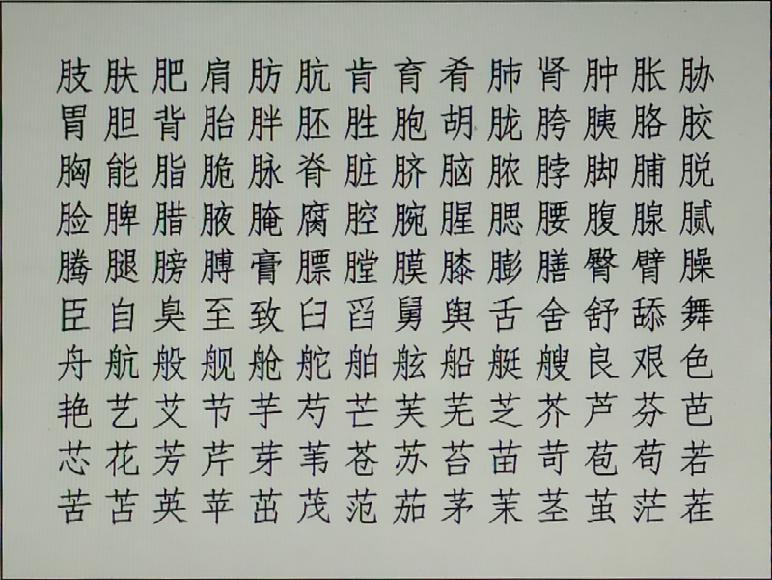 肢肤肥肩肪肮肯育肴肺肾肿胀胁
胃胆背胎胖胚胜胞胡胧胯胰胳胶
胸能脂脆脉脊脏脐脑脓脖脚脯脱
脸脾腊腋腌腐腔腕腥腮腰腹腺腻
腾腿膀膊膏膘膛膜膝膨膳臀臂臊
臣自臭至致臼舀舅舆舌舍舒舔舞
舟航般舰舱舵舶舷船艇艘良艰色
艳艺艾节芋芍芒芙芜芝芥芦芬芭
芯花芳芹芽苇苍苏苔苗苛苞苟若
苦苫英苹茁茂范茄茅茉茎茧茫茬